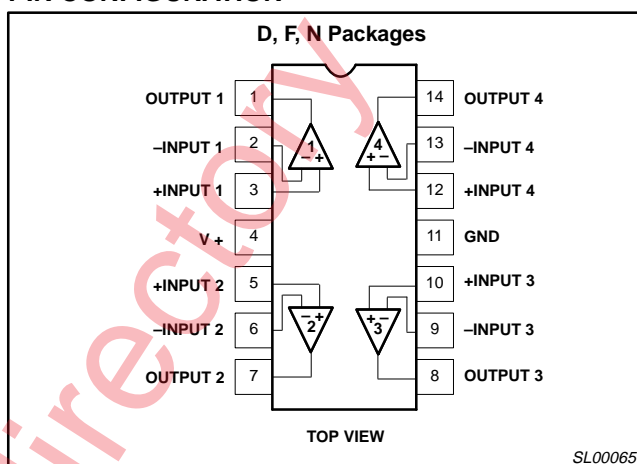 D, F, N Packages
OUTPUT 1 1 14 OUTPUT 4
–INPUT 1 2 13 –INPUT 4
1 4
– + + –
+INPUT 1 3 12 +INPUT 4
V + 4 11 GND
+INPUT 2 5 10 +INPUT 3
– + + –
2 3
–INPUT 2 6 9 –INPUT 3
OUTPUT 2 7 8 OUTPUT 3
TOP VIEW
SL00065
directory